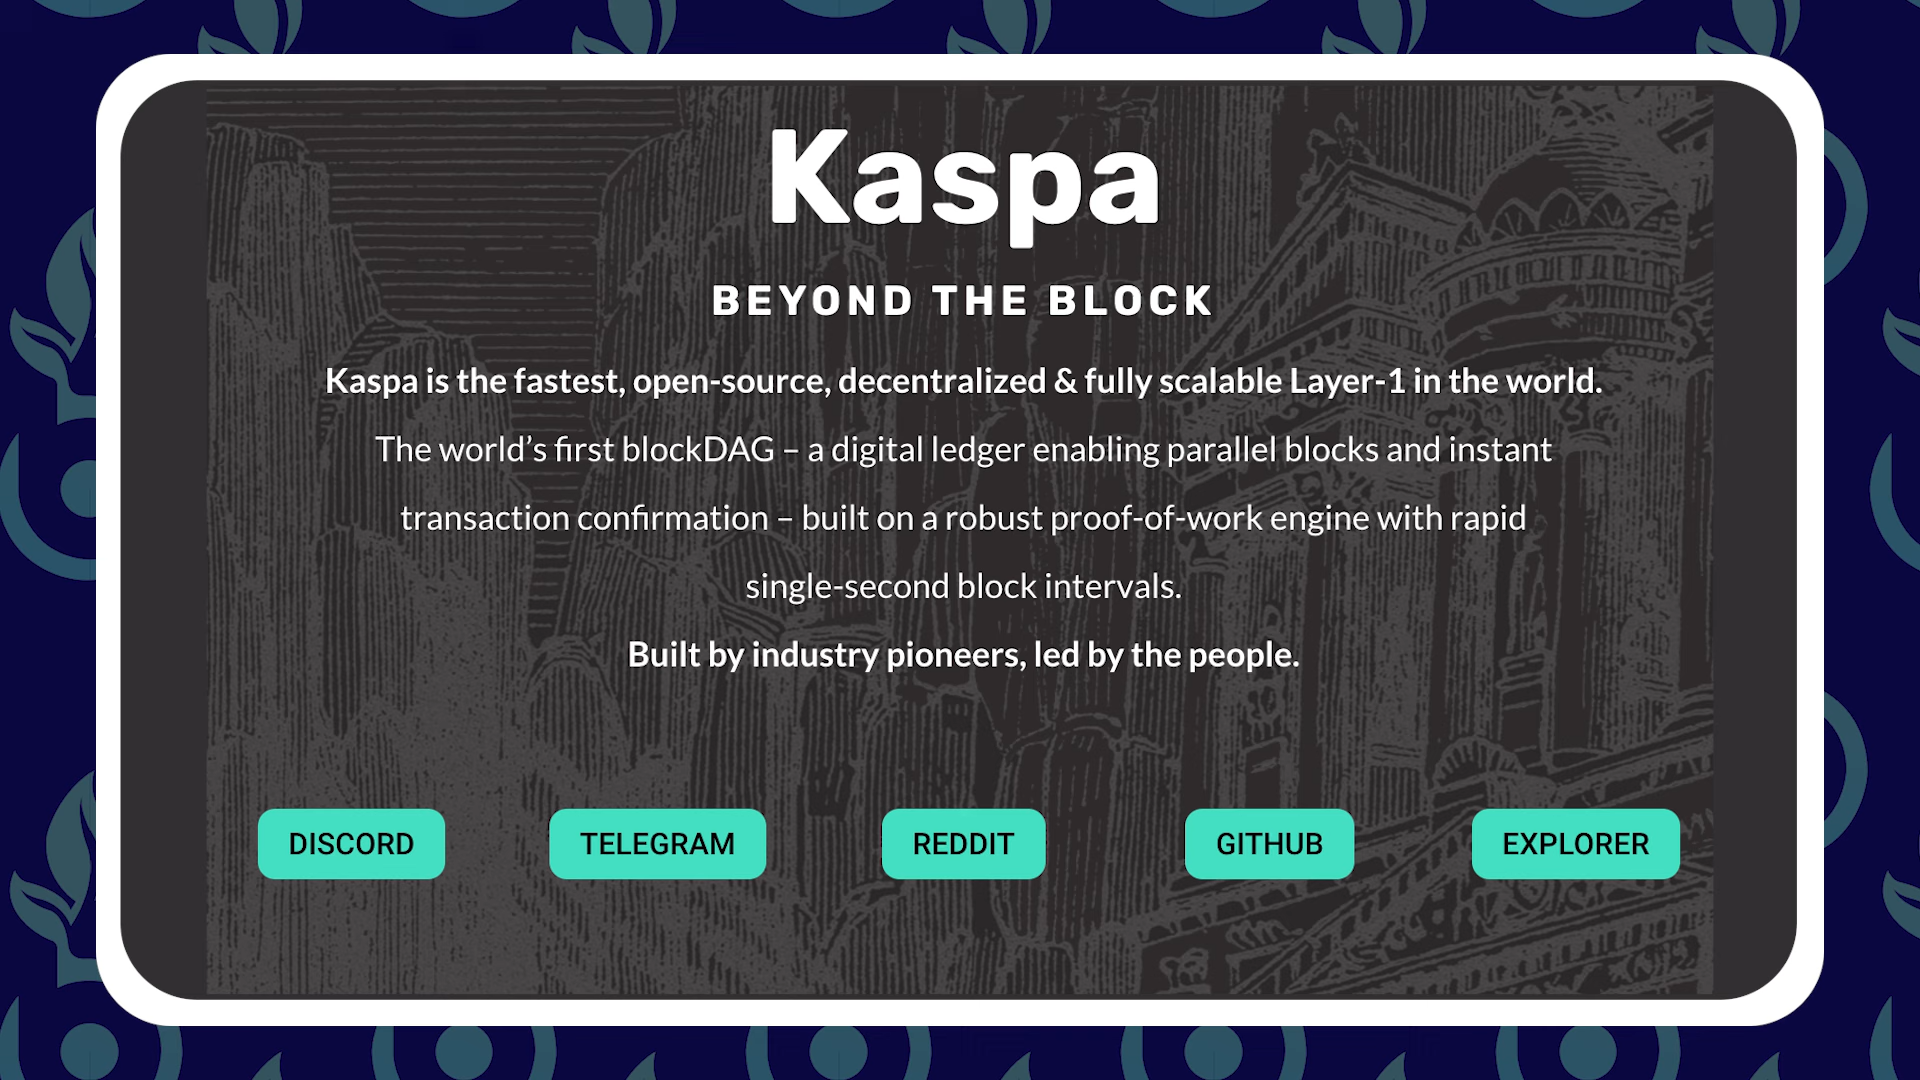 Kaspa
BEYOND THE BLOCK
Kaspa is the fastest, open-source, decentralized & fully scalable Layer-1 in the world.
The world’s first blockDAG – a digital ledger enabling parallel blocks and instant
transaction confirmation – built on a robust proof-of-work engine with rapid
single-second block intervals.
Built by industry pioneers, led by the people.
DISCORD TELEGRAM REDDIT GITHUB EXPLORER